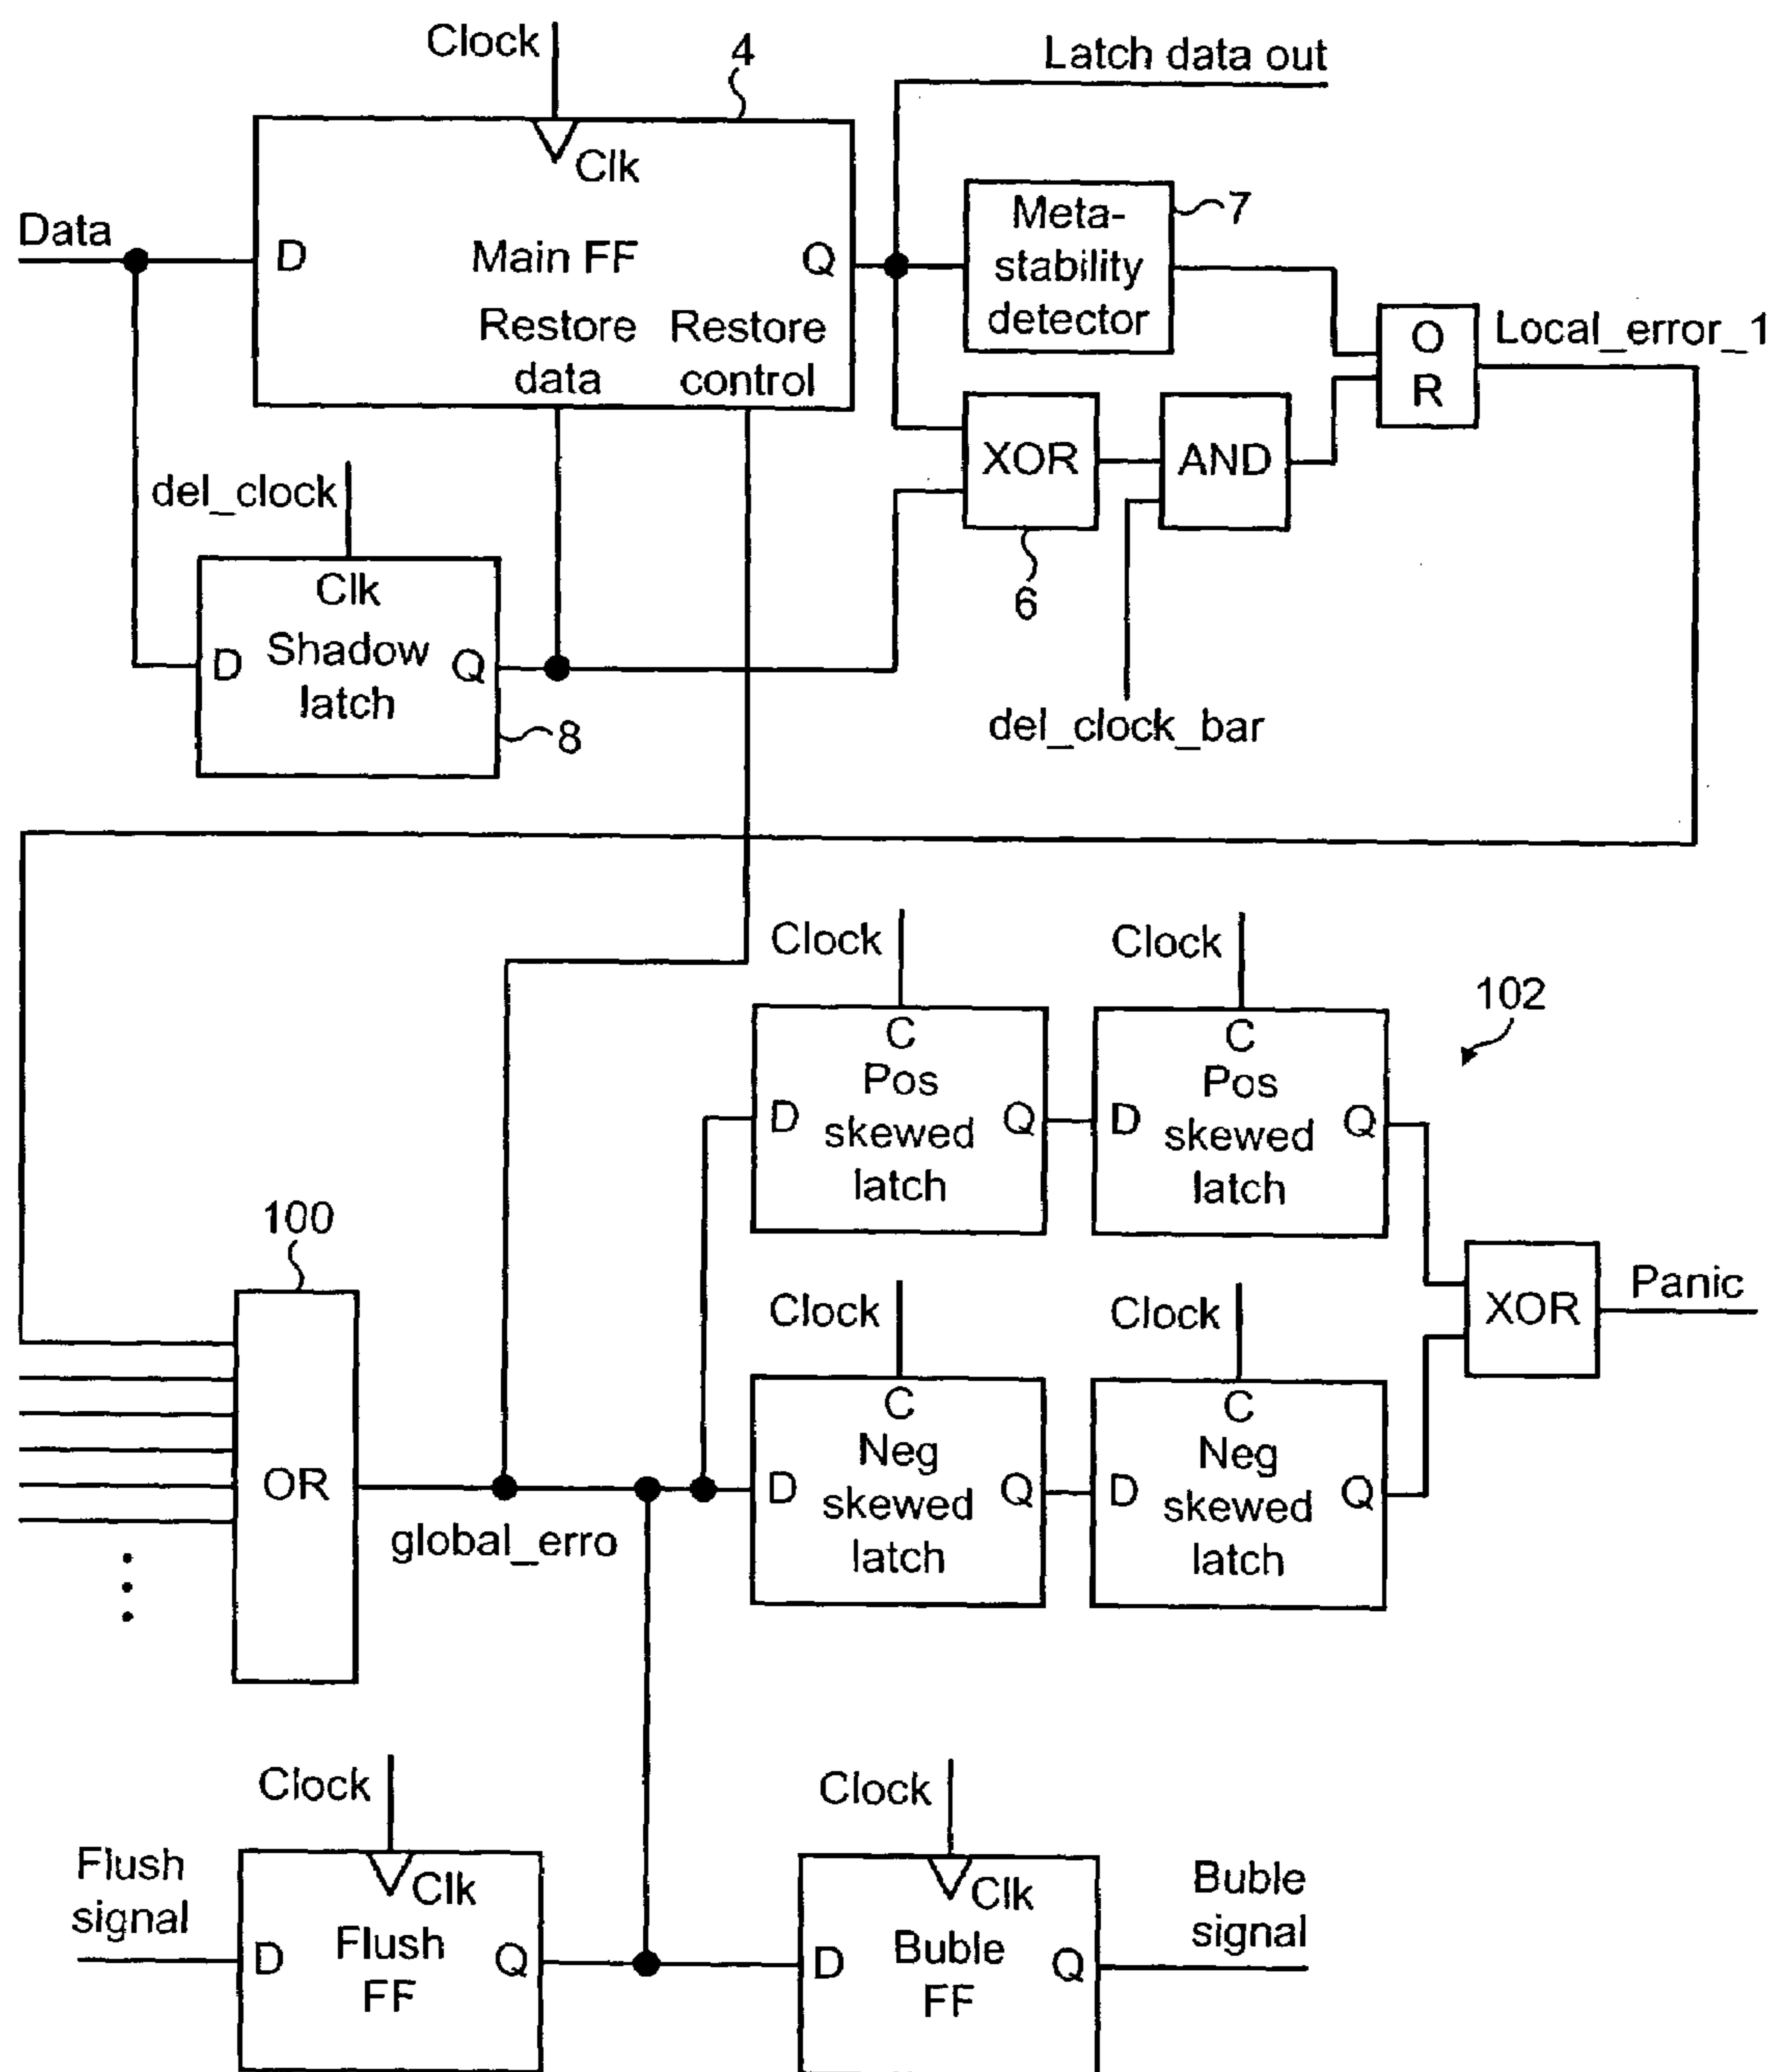 Clock
4
Latch data out
Clk
Meta-
stability
detector
7
Data
D
Main FF
Q
Restore
data
Restore
control
O
R
Local_error_1
XOR
AND
6
del_clock
Clk
D
Shadow
latch
Q
8
del_clock_bar
Clock
Clock
102
C
Pos
skewed
latch
D
Q
C
Pos
skewed
latch
D
Q
100
OR
global_erro
Clock
Clock
C
Neg
skewed
latch
D
Q
C
Neg
skewed
latch
D
Q
XOR
Panic
Clock
Clock
Flush
signal
Clk
D
Flush
FF
Q
Clk
D
Buble
FF
Q
Buble
signal